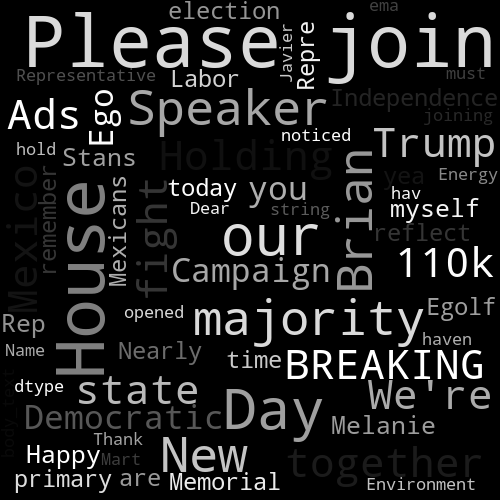 election
ema
Please join
Javier
Repre
Representative
Labor
must
Ads
Ego
Speaker
Independence
joining
noticed
Trump
hold
Stans
Holding
yea
Energy
Mexico
remember
Mexicans
fight
today
you
Brian
hav
Dear
string
myself
House
our
reflect
Campaign
110k
opened
majority
Egolf
Rep
haven
Name
Nearly
time
BREAKING
dtype
state
We're
body_text
Democratic
Day
Melanie
Thank
Happy
New
together
Mart
primary
are
Memorial
Environment